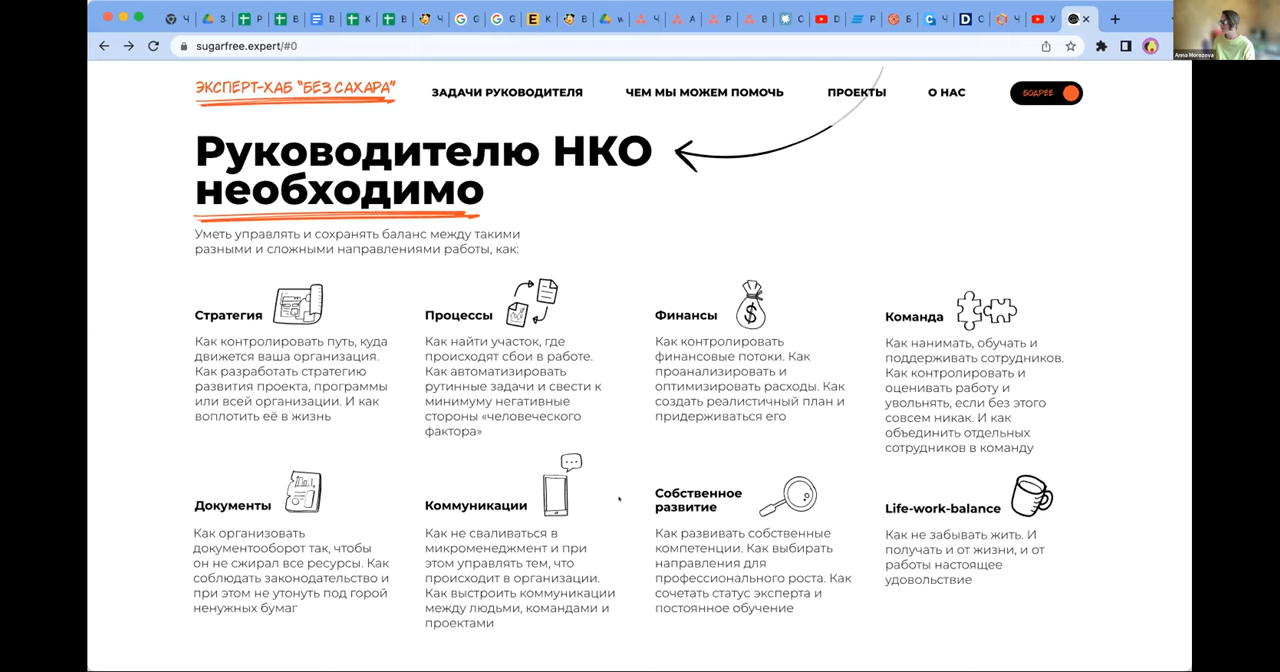 Ч
З
Р
В
В
К
В
Ч
G
G
E К
В
w
Ч
А
Р
В
С
D
Р
Б
Ч
D С
Ч
У
sugarfree.expert/#0
Anna Morozova
ЭКСПЕРТ-ХАБ "БЕЗ САХАРА"
ЗАДАЧИ РУКОВОДИТЕЛЯ
ЧЕМ МЫ МОЖЕМ ПОМОЧЬ
ПРОЕКТЫ
О НАС
БОДРЕЕ
Руководителю НКО
необходимо
Уметь управлять и сохранять баланс между такими
разными и сложными направлениями работы, как:
Стратегия
Как контролировать путь, куда
движется ваша организация.
Как разработать стратегию
развития проекта, программы
или всей организации. И как
воплотить её в жизнь
Процессы
Как найти участок, где
происходят сбои в работе.
Как автоматизировать
рутинные задачи и свести к
минимуму негативные
стороны «человеческого
фактора»
Финансы
$
Как контролировать
финансовые потоки. Как
проанализировать и
оптимизировать расходы. Как
создать реалистичный план и
придерживаться его
Команда
Как нанимать, обучать и
поддерживать сотрудников.
Как контролировать и
оценивать работу и
увольнять, если без этого
совсем никак. И как
объединить отдельных
сотрудников в команду
Документы
Как организовать
документооборот так, чтобы
он не сжирал все ресурсы. Как
соблюдать законодательство и
при этом не утонуть под горой
ненужных бумаг
Коммуникации
Как не сваливаться в
микроменеджмент и при
этом управлять тем, что
происходит в организации.
Как выстроить коммуникации
между людьми, командами и
проектами
Собственное
развитие
Как развивать собственные
компетенции. Как выбирать
направления для
профессионального роста. Как
сочетать статус эксперта и
постоянное обучение
Life-work-balance
Как не забывать жить. И
получать и от жизни, и от
работы настоящее
удовольствие